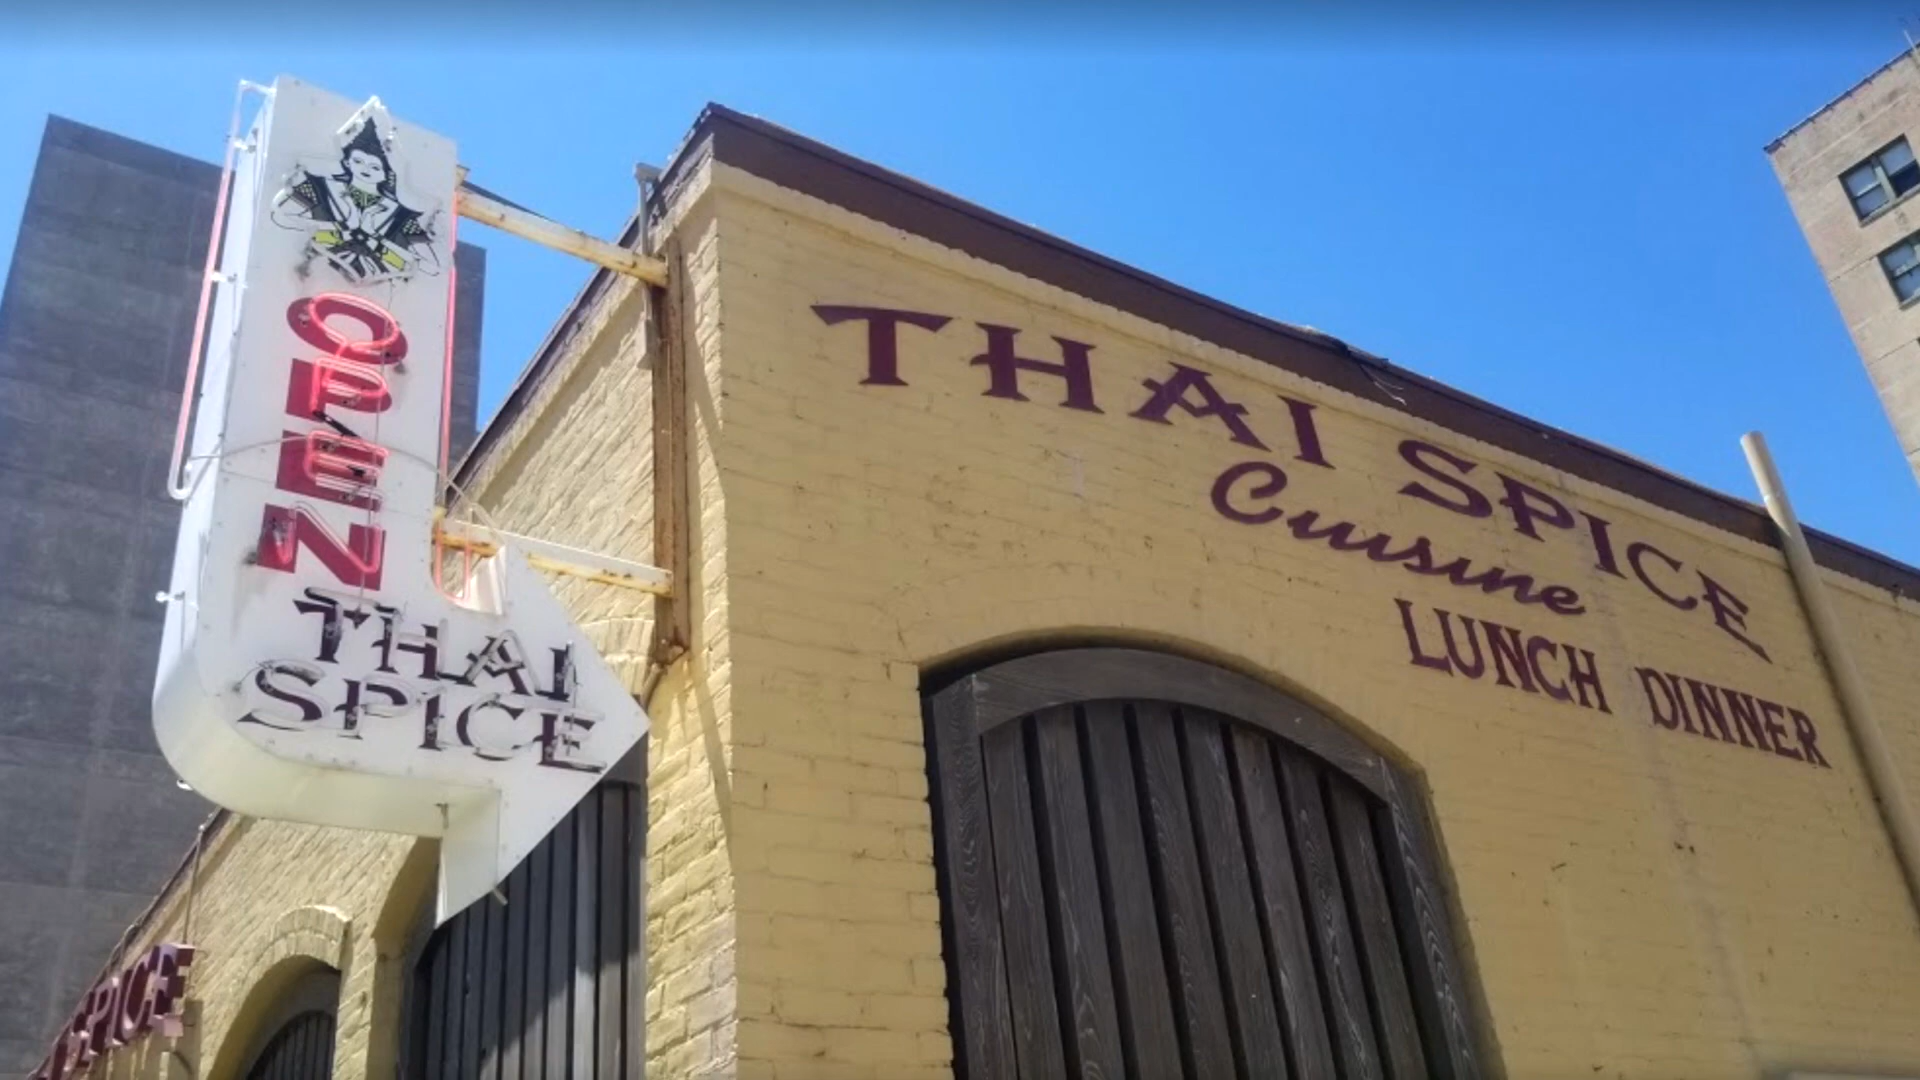 OPEN
THAI
SPICE
THAI SPICE
Cuisine
LUNCH DINNER
SPICE